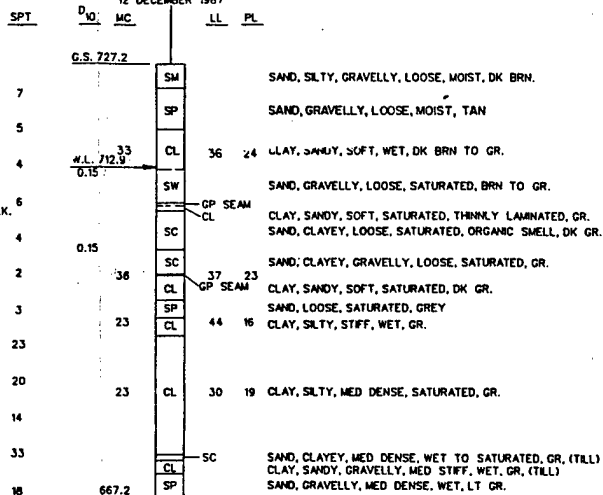 12 DECEMBER 1987
SPT D10 MC LL PL
G.S. 727.2
SM SAND, SILTY, GRAVELLY, LOOSE, MOIST, DK BRN.
7
SP SAND, GRAVELLY, LOOSE, MOIST, TAN
5
33 CL 36 24 CLAY, SANDY, SOFT, WET, DK BRN TO GR.
4 W.L. 712.9
0.15
SW SAND, GRAVELLY, LOOSE, SATURATED, BRN TO GR.
6 GP SEAM
K. CL CLAY, SANDY, SOFT, SATURATED, THINNLY LAMINATED, GR.
4 SC SAND, CLAYEY, LOOSE, SATURATED, ORGANIC SMELL, DK GR.
0.15
SC SAND, CLAYEY, GRAVELLY, LOOSE, SATURATED, GR.
2 36 37 23
GP SEAM
CL CLAY, SANDY, SOFT, SATURATED, DK GR.
3 SP SAND, LOOSE, SATURATED, GREY
23 CL 44 16 CLAY, SILTY, STIFF, WET, GR.
23
20 23 CL 30 19 CLAY, SILTY, MED DENSE, SATURATED, GR.
14
33 SC SAND, CLAYEY, MED DENSE, WET TO SATURATED, GR, (TILL)
CL CLAY, SANDY, GRAVELLY, MED STIFF, WET, GR, (TILL)
18 667.2 SP SAND, GRAVELLY, MED DENSE, WET, LT GR.